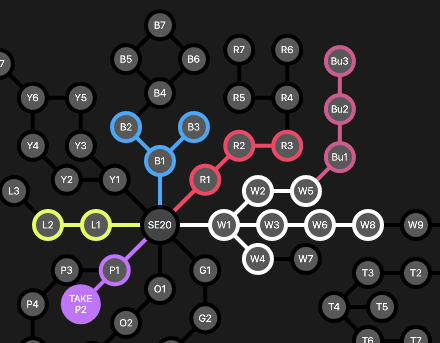 B7
R7 R6
B5 B6
Bu3
7
Y6 Y5
B4
R5 R4
Bu2
B2 B3
Y4 Y3
R2 R3
B1
Bu1
Y2 Y1
R1
L3
W2 W5
L2 L1 SE20 W1 W3 W6 W8 W9
W4 W7
P3 P1 G1
T3 T2
O1
TAKE
P2
P4
T4 T5
G2
O2
T6 T7